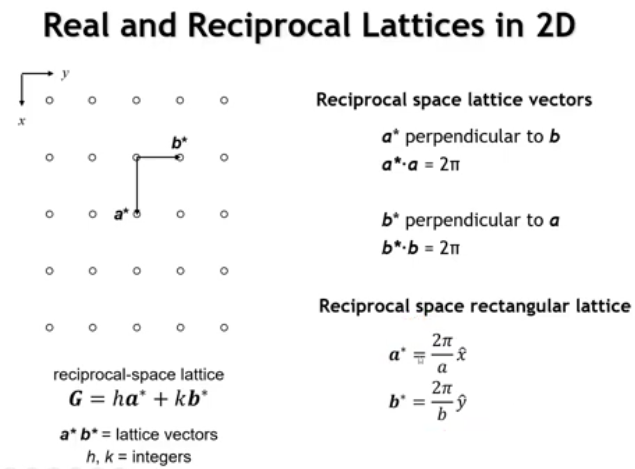 Real and Reciprocal Lattices in 2D
y
x
b*
a*
reciprocal-space lattice
G = ha* + kb*
a* b* = lattice vectors
h, k = integers
Reciprocal space lattice vectors
a* perpendicular to b
a*·a = 2π
b* perpendicular to a
b*·b = 2π
Reciprocal space rectangular lattice
a* = 2π/a x̂
b* = 2π/b ŷ